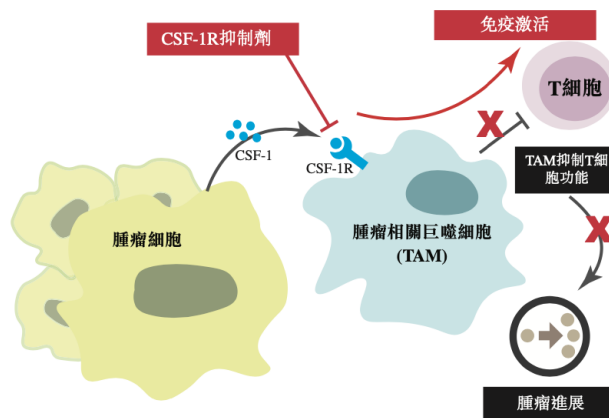 CSF-1R抑制劑
免疫激活
T細胞
CSF-1
CSF-1R
TAM抑制T細
胞功能
腫瘤細胞
腫瘤相關巨噬細胞
(TAM)
腫瘤進展